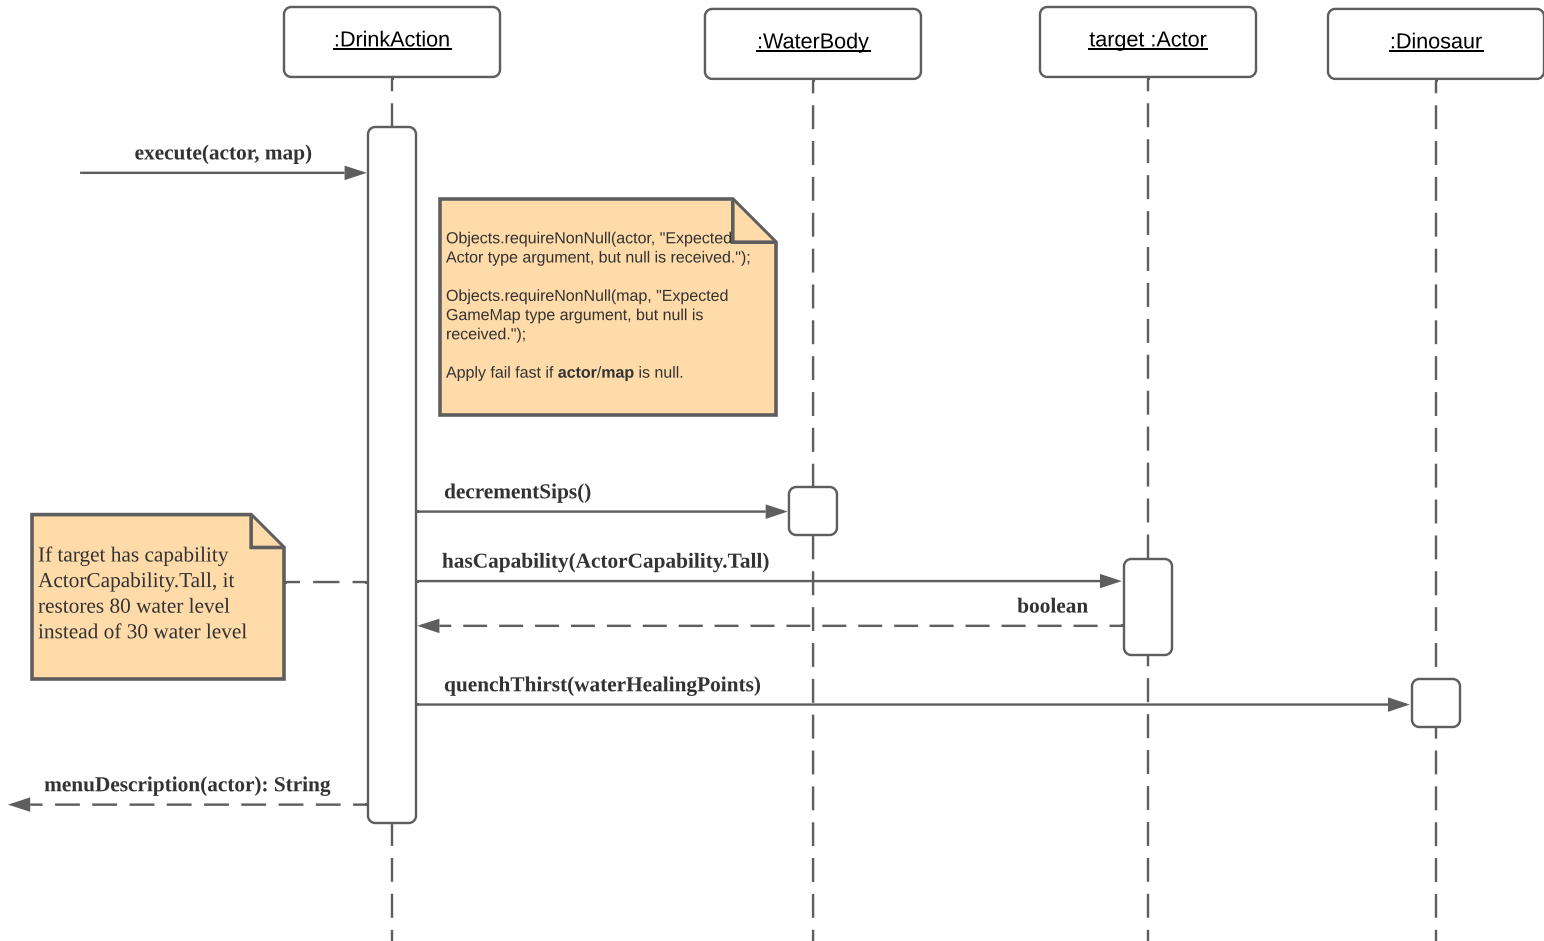 :DrinkAction
:WaterBody
target :Actor
:Dinosaur
execute(actor, map)
Objects.requireNonNull(actor, "Expected
Actor type argument, but null is received.");
Objects.requireNonNull(map, "Expected
GameMap type argument, but null is
received.");
Apply fail fast if actor/map is null.
decrementSips()
If target has capability
ActorCapability.Tall, it
restores 80 water level
instead of 30 water level
hasCapability(ActorCapability.Tall)
boolean
quenchThirst(waterHealingPoints)
menuDescription(actor): String